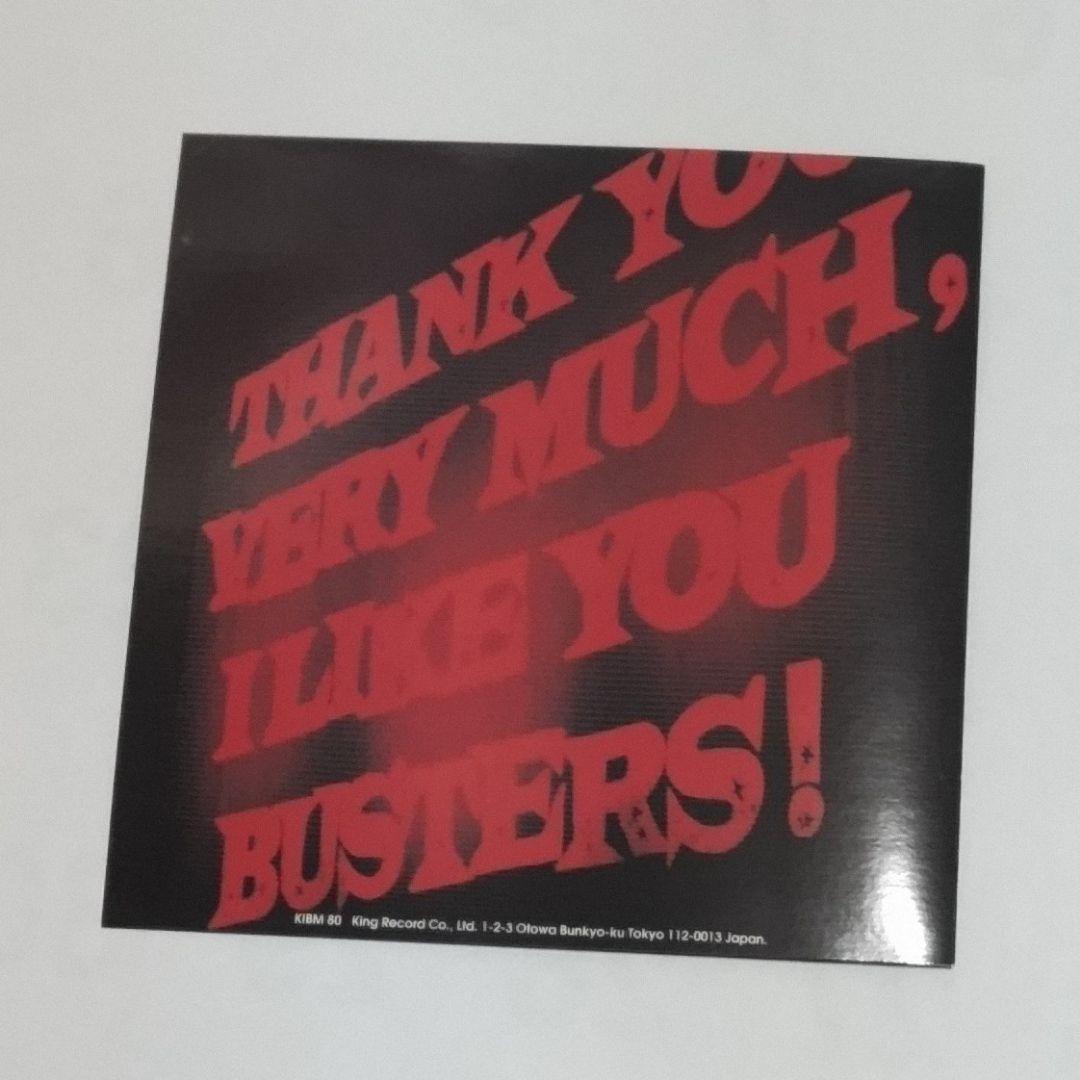 THANK YOU
VERY MUCH,
I LIKE YOU
BUSTERS!
KIBM 80 King Record Co., Ltd. 1-2-3 Otowa Bunkyo-ku Tokyo 112-0013 Japan.